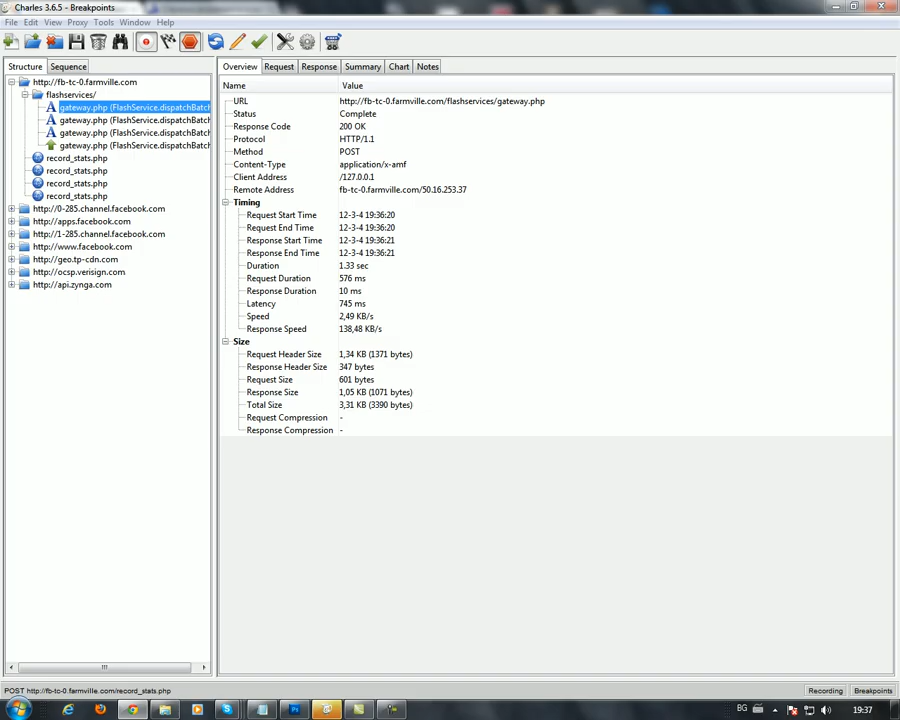 Charles 3.6.5 - Breakpoints
File Edit View Proxy Tools Window Help
Structure Sequence
http://fb-tc-0.farmville.com
flashservices/
gateway.php (FlashService.dispatchBatch
gateway.php (FlashService.dispatchBatch
gateway.php (FlashService.dispatchBatch
gateway.php (FlashService.dispatchBatch
record_stats.php
record_stats.php
record_stats.php
record_stats.php
http://0-285.channel.facebook.com
http://apps.facebook.com
http://1-285.channel.facebook.com
http://www.facebook.com
http://geo.tp-cdn.com
http://ocsp.verisign.com
http://api.zynga.com
Overview Request Response Summary Chart Notes
Name Value
URL http://fb-tc-0.farmville.com/flashservices/gateway.php
Status Complete
Response Code 200 OK
Protocol HTTP/1.1
Method POST
Content-Type application/x-amf
Client Address /127.0.0.1
Remote Address fb-tc-0.farmville.com/50.16.253.37
Timing
Request Start Time 12-3-4 19:36:20
Request End Time 12-3-4 19:36:20
Response Start Time 12-3-4 19:36:21
Response End Time 12-3-4 19:36:21
Duration 1.33 sec
Request Duration 576 ms
Response Duration 10 ms
Latency 745 ms
Speed 2,49 KB/s
Response Speed 138,48 KB/s
Size
Request Header Size 1,34 KB (1371 bytes)
Response Header Size 347 bytes
Request Size 601 bytes
Response Size 1,05 KB (1071 bytes)
Total Size 3,31 KB (3390 bytes)
Request Compression -
Response Compression -
POST http://fb-tc-0.farmville.com/record_stats.php
Recording Breakpoints
BG 19:37